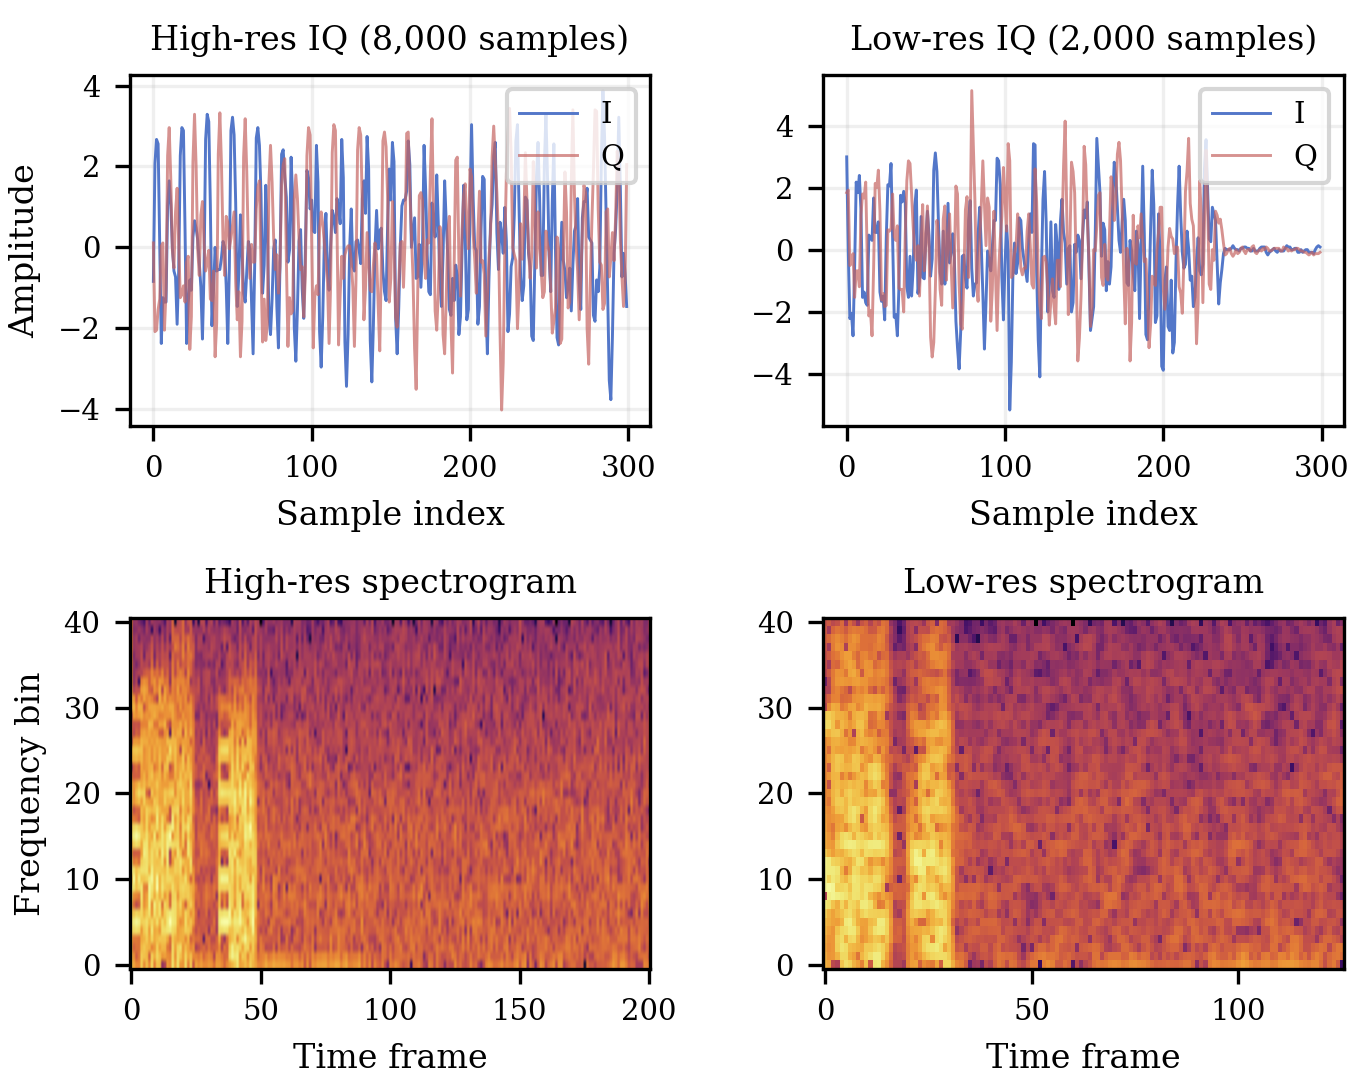 High-res IQ (8,000 samples)
Low-res IQ (2,000 samples)
Amplitude
4
2
0
−2
−4
I
Q
0
100
200
300
Sample index
4
2
0
−2
−4
I
Q
0
100
200
300
Sample index
High-res spectrogram
Low-res spectrogram
Frequency bin
40
30
20
10
0
0
50
100
150
200
Time frame
40
30
20
10
0
0
50
100
Time frame